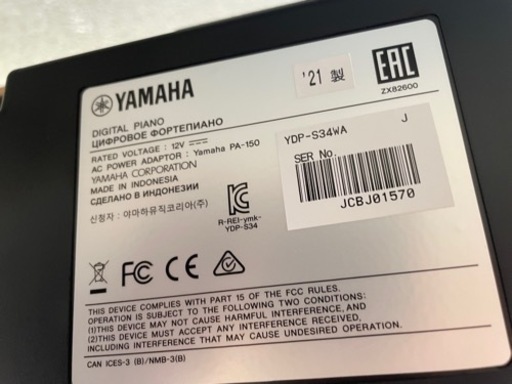 YAMAHA
'21 製
EAC
ZX82600
DIGITAL PIANO
ЦИФРОВОЕ ФОРТЕПИАНО
RATED VOLTAGE : 12V
AC POWER ADAPTOR : Yamaha PA-150
YAMAHA CORPORATION
MADE IN INDONESIA
СДЕЛАНО В ИНДОНЕЗИИ
신청자 : 야마하뮤직코리아(주)
R-REI-ymk-
YDP-S34
YDP-S34WA J
SER No.
JCBJ01570
FC CE
THIS DEVICE COMPLIES WITH PART 15 OF THE FCC RULES.
OPERATION IS SUBJECT TO THE FOLLOWING TWO CONDITIONS:
(1)THIS DEVICE MAY NOT CAUSE HARMFUL INTERFERENCE, AND
(2)THIS DEVICE MUST ACCEPT ANY INTERFERENCE RECEIVED,
INCLUDING INTERFERENCE THAT MAY CAUSE UNDESIRED OPERATION.
CAN ICES-3 (B)/NMB-3(B)